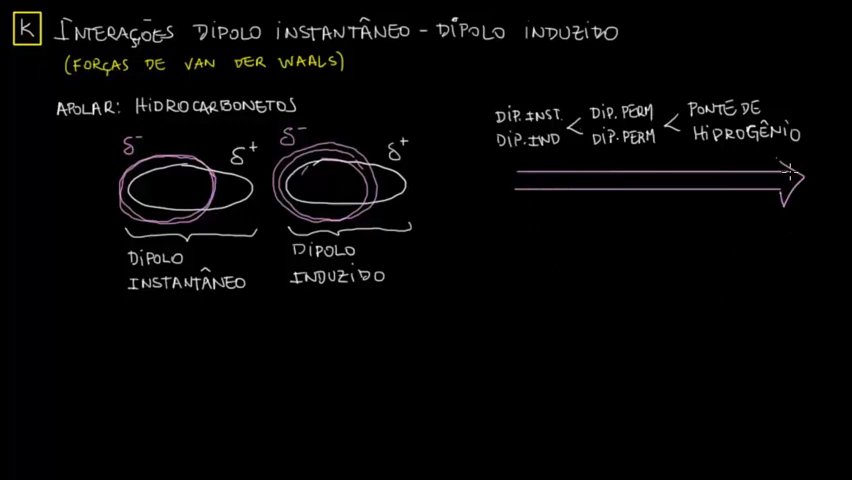 K INTERAÇÕES DIPOLO INSTANTÂNEO - DIPOLO INDUZIDO
(FORÇAS DE VAN DER WAALS)
APOLAR: HIDROCARBONETOS
δ- δ+ δ- δ+
DIPOLO INSTANTÂNEO
DIPOLO INDUZIDO
DIP.INST. DIP.IND < DIP.PERM DIP.PERM < PONTE DE HIDROGÊNIO